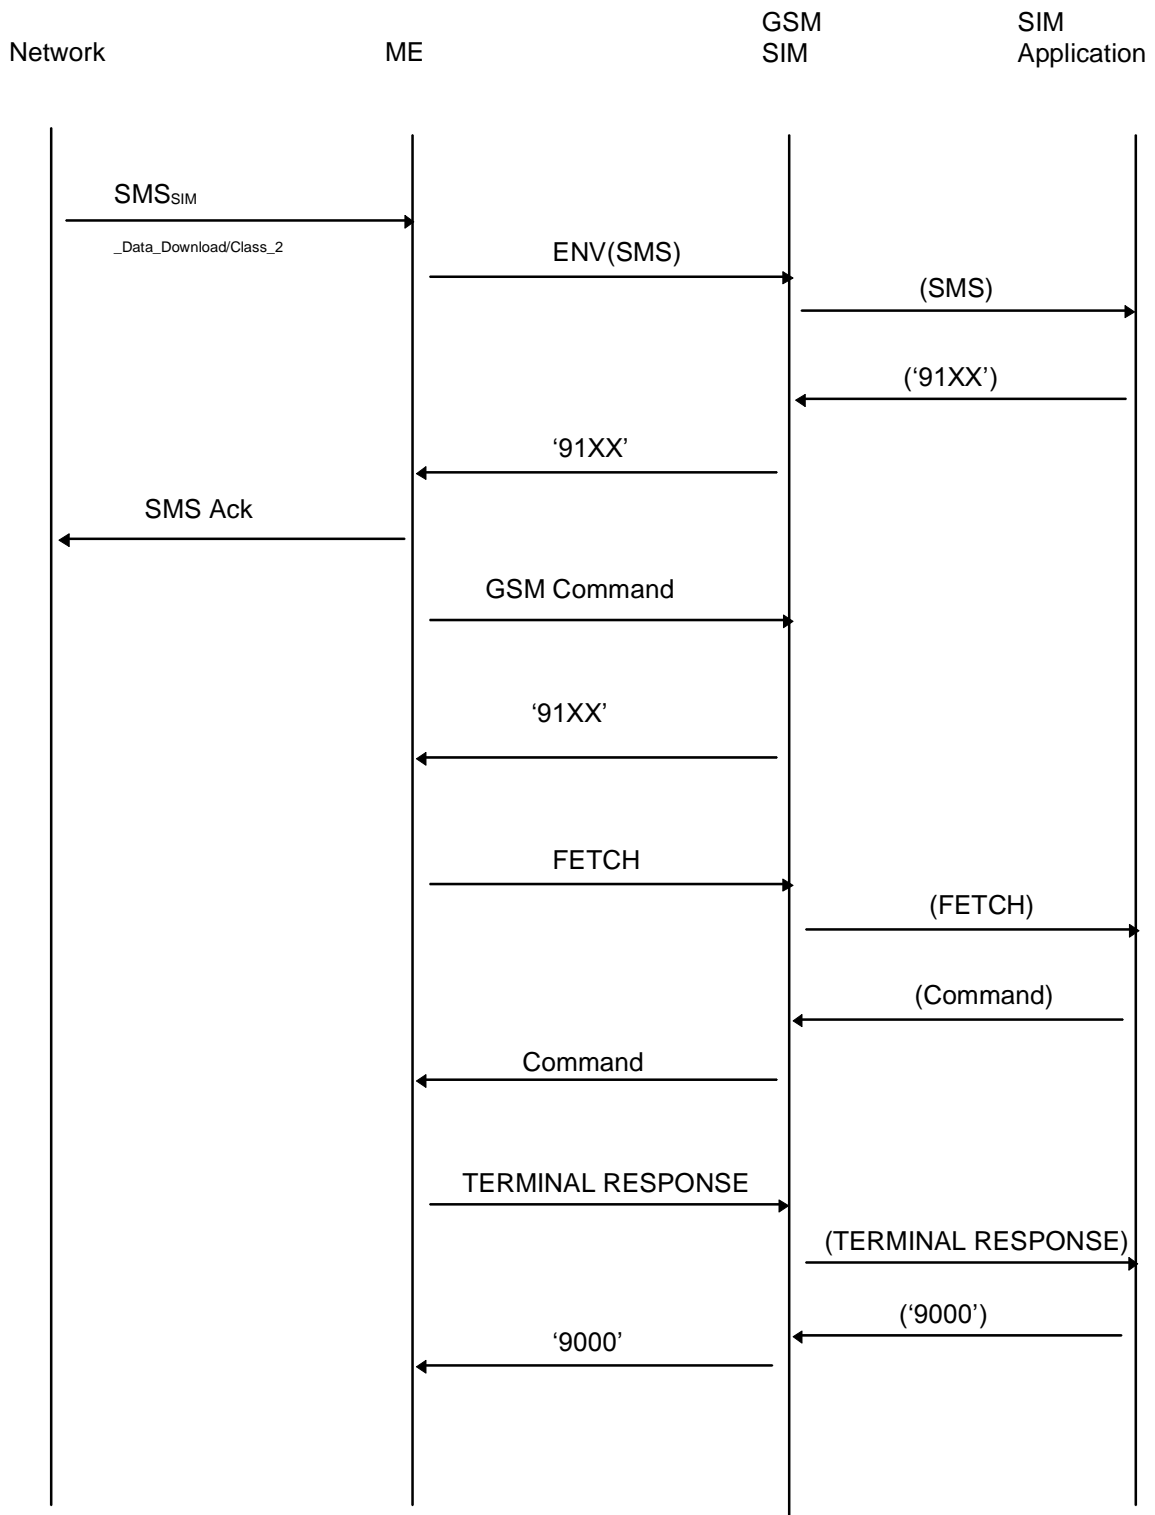 GSM
SIM
Network
ME
SIM
Application
SMSSIM
_Data_Download/Class_2
ENV(SMS)
(SMS)
(‘91XX’)
‘91XX’
SMS Ack
GSM Command
‘91XX’
FETCH
(FETCH)
(Command)
Command
TERMINAL RESPONSE
(TERMINAL RESPONSE)
(‘9000’)
‘9000’